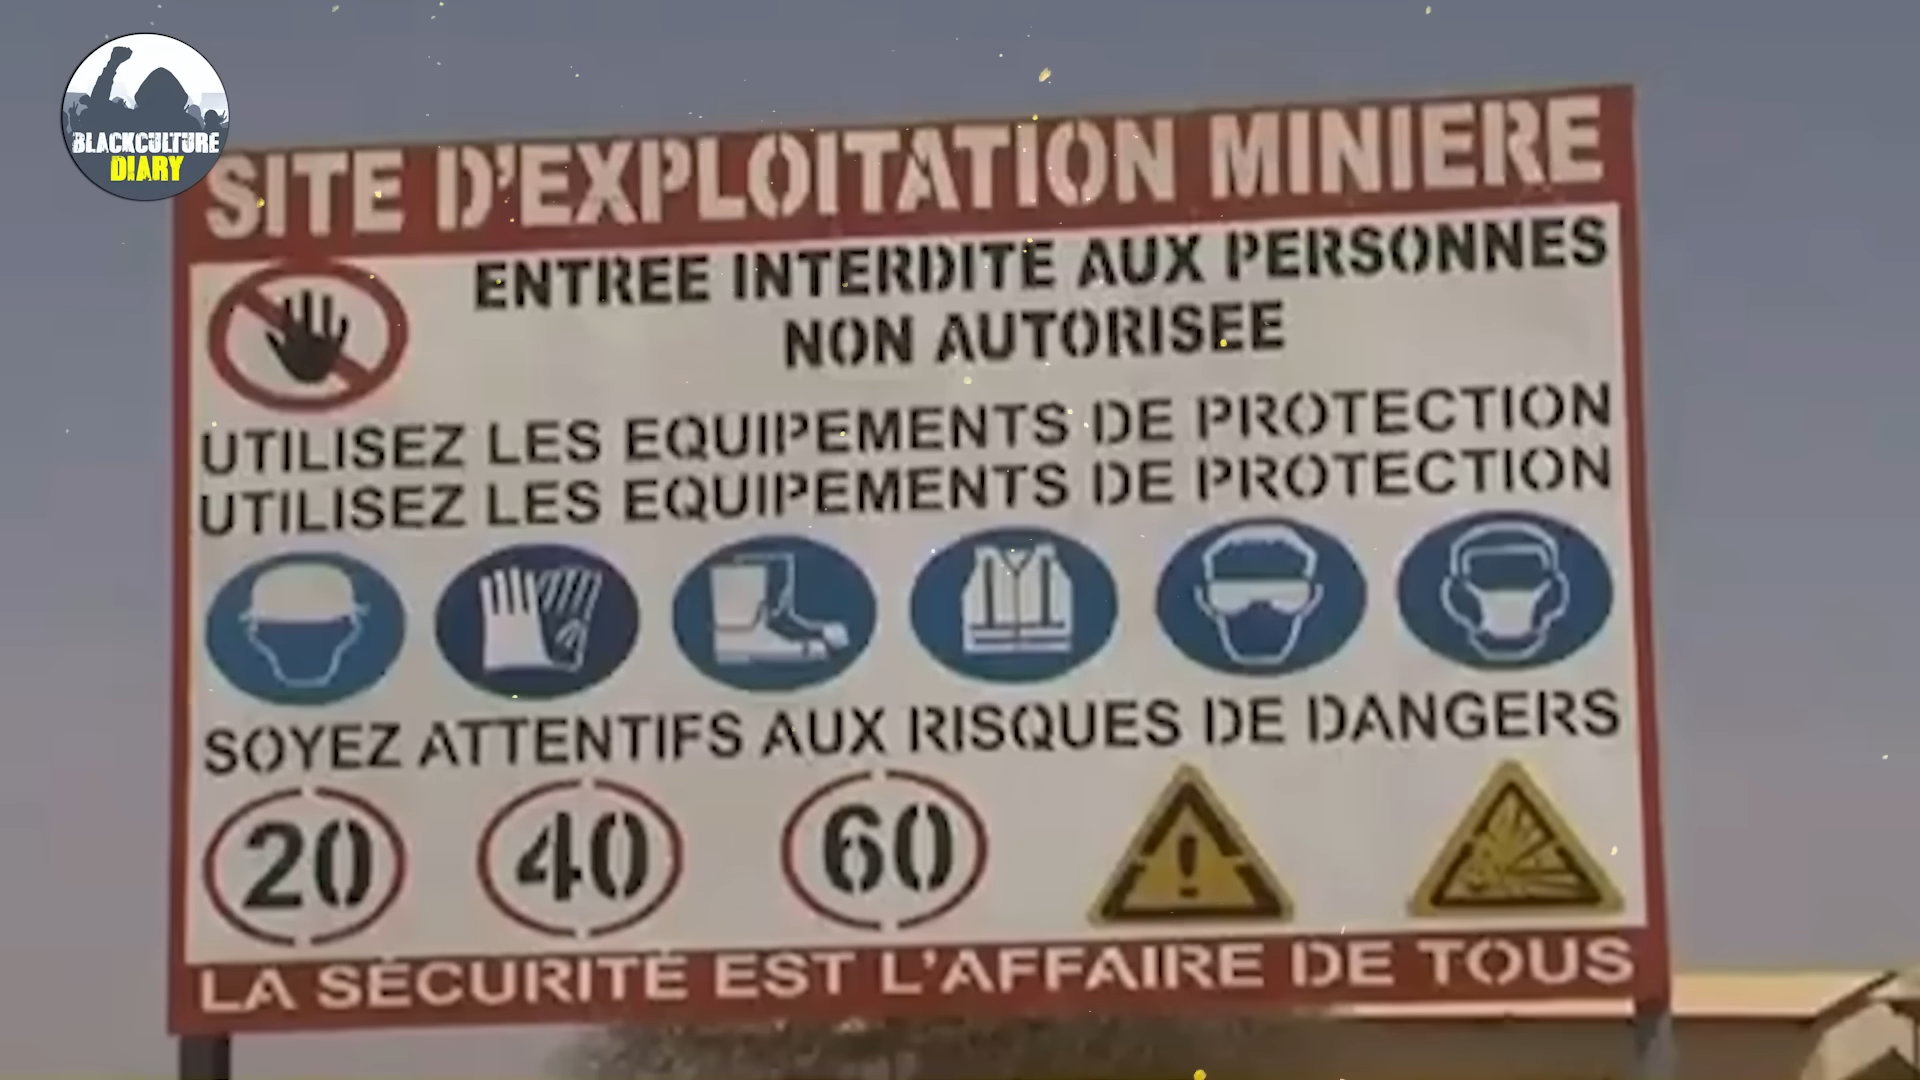 BLACKCULTURE
DIARY
SITE D'EXPLOITATION MINIERE
ENTREE INTERDITE AUX PERSONNES
NON AUTORISEE
UTILISEZ LES EQUIPEMENTS DE PROTECTION
UTILISEZ LES EQUIPEMENTS DE PROTECTION
SOYEZ ATTENTIFS AUX RISQUES DE DANGERS
20 40 60
LA SÉCURITÉ EST L'AFFAIRE DE TOUS